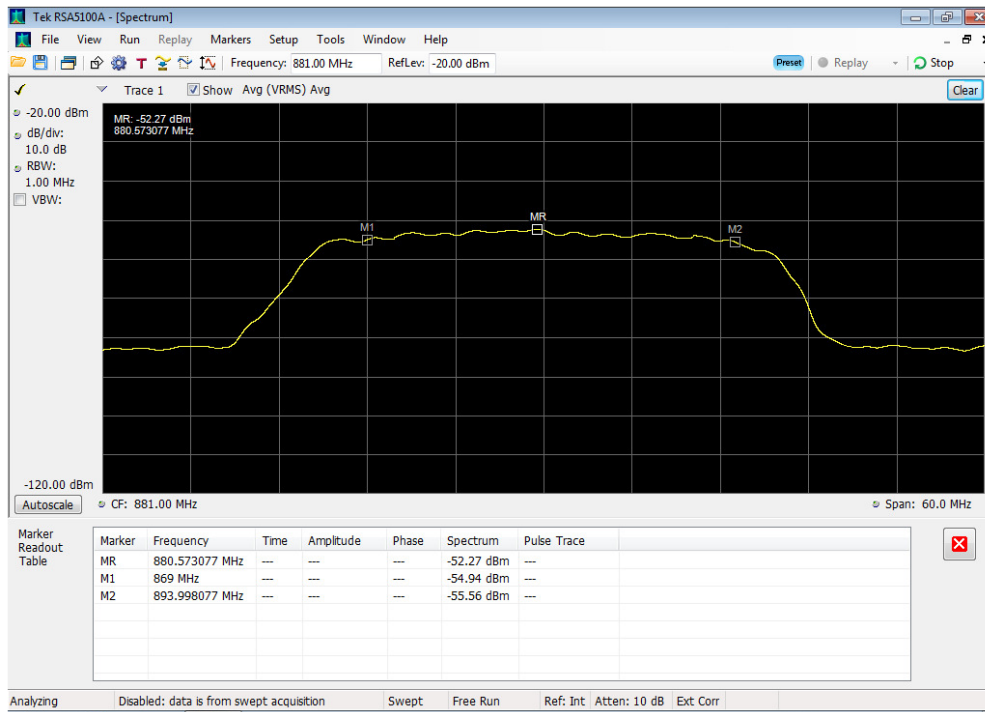 Tek RSA5100A - [Spectrum]
File View Run Replay Markers Setup Tools Window Help
T Frequency: 881.00 MHz RefLev: -20.00 dBm Preset Replay Stop
Trace 1 Show Avg (VRMS) Avg Clear
-20.00 dBm
dB/div:
10.0 dB
RBW:
1.00 MHz
VBW:
MR: -52.27 dBm
880.573077 MHz
M1
MR
M2
-120.00 dBm
Autoscale CF: 881.00 MHz Span: 60.0 MHz
Marker Readout Table
Marker Frequency Time Amplitude Phase Spectrum Pulse Trace
MR 880.573077 MHz --- --- --- -52.27 dBm ---
M1 869 MHz --- --- --- -54.94 dBm ---
M2 893.998077 MHz --- --- --- -55.56 dBm ---
Analyzing Disabled: data is from swept acquisition Swept Free Run Ref: Int Atten: 10 dB Ext Corr